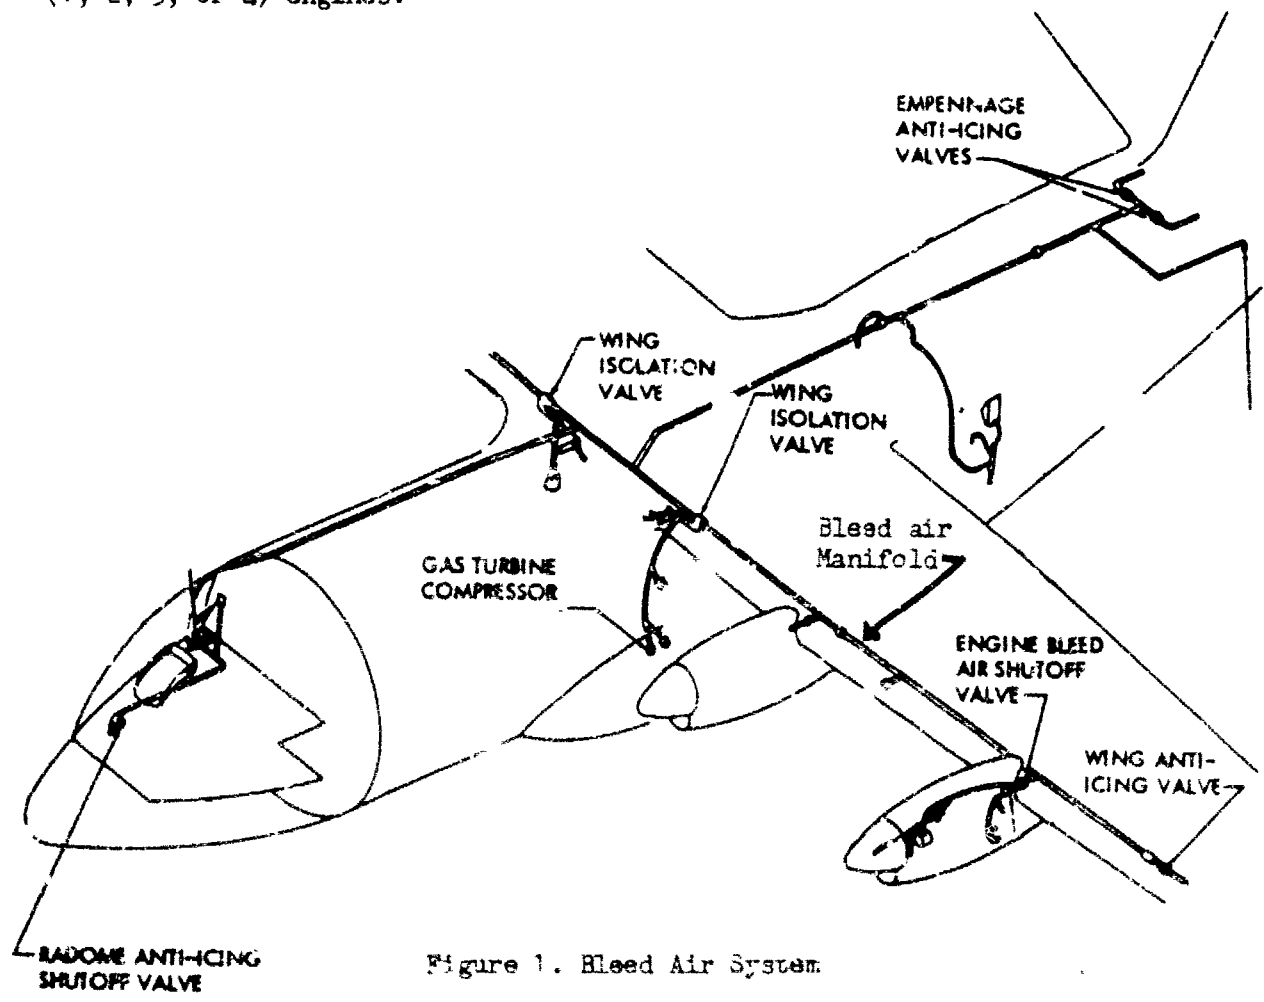 engines.
EMPENNAGE
ANTI-ICING
VALVES
WING
ISOLATION
VALVE
WING
ISOLATION
VALVE
Bleed air
Manifold
GAS TURBINE
COMPRESSOR
ENGINE BLEED
AIR SHUTOFF
VALVE
WING ANTI-
ICING VALVE
RADOME ANTI-ICING
SHUTOFF VALVE
Figure 1. Bleed Air System